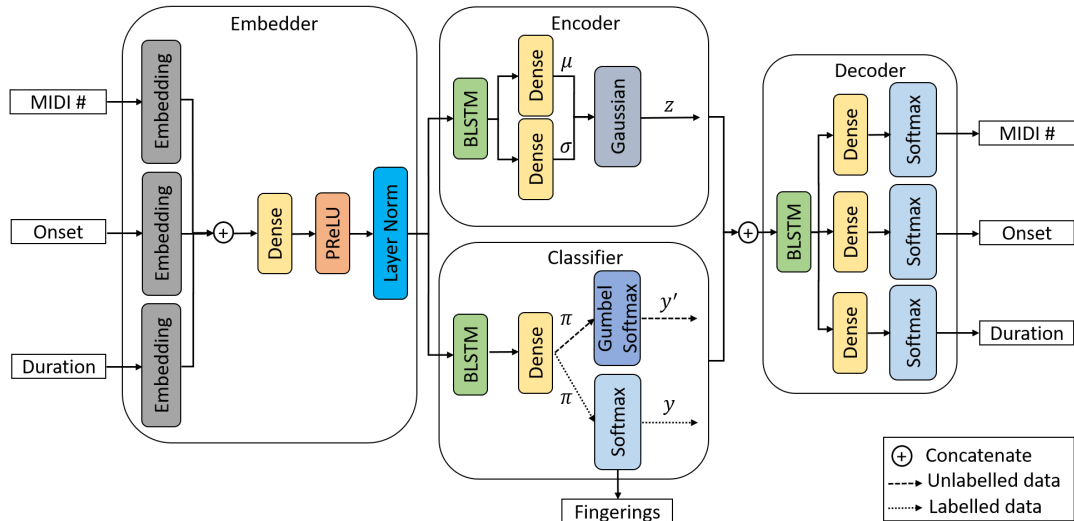 Embedder
MIDI #
Onset
Duration
Embedding
Embedding
Embedding
+
Dense
PReLU
Layer Norm
Encoder
BLSTM
Dense
Dense
μ
σ
Gaussian
z
Classifier
BLSTM
Dense
π
π
Gumbel
Softmax
y′
Softmax
y
Fingerings
+
Decoder
BLSTM
Dense
Softmax
MIDI #
Dense
Softmax
Onset
Dense
Softmax
Duration
+ Concatenate
Unlabelled data
Labelled data